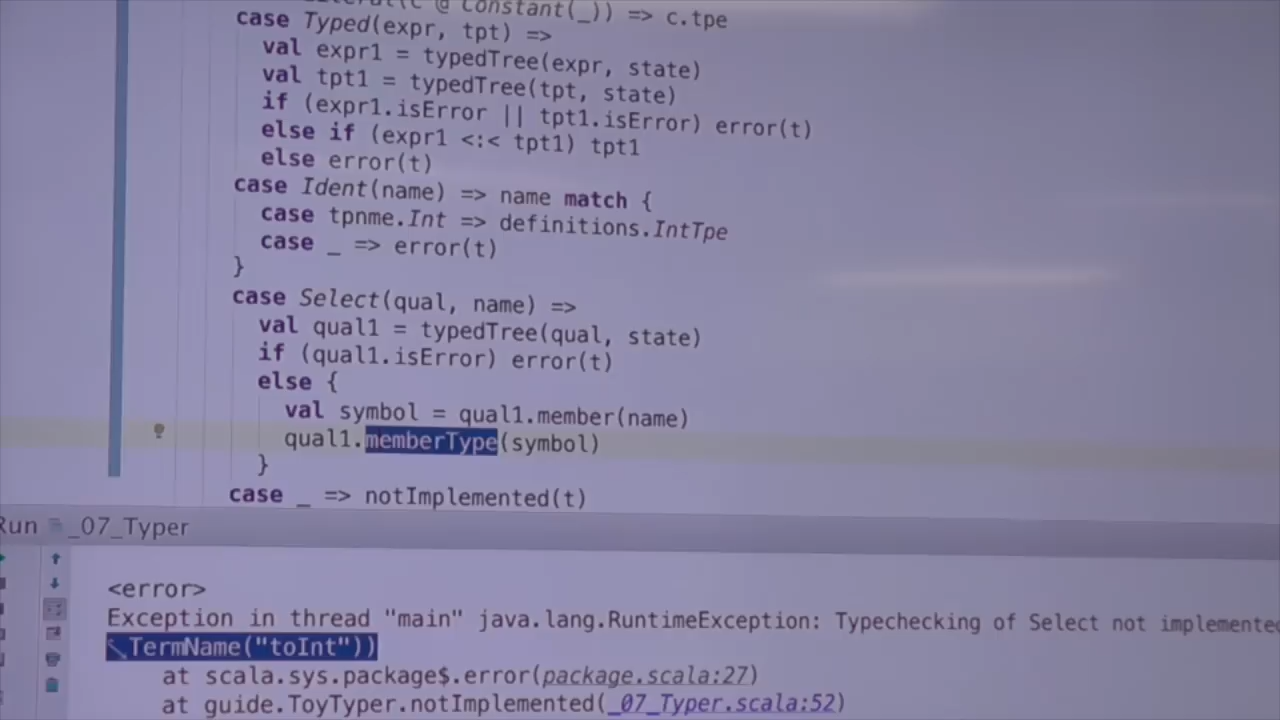 @ Constant(_)) => c.tpe
case Typed(expr, tpt) =>
val expr1 = typedTree(expr, state)
val tpt1 = typedTree(tpt, state)
if (expr1.isError || tpt1.isError) error(t)
else if (expr1 <:< tpt1) tpt1
else error(t)
case Ident(name) => name match {
case tpnme.Int => definitions.IntTpe
case _ => error(t)
}
case Select(qual, name) =>
val qual1 = typedTree(qual, state)
if (qual1.isError) error(t)
else {
val symbol = qual1.member(name)
qual1.memberType(symbol)
}
case _ => notImplemented(t)
Run _07_Typer
<error>
Exception in thread "main" java.lang.RuntimeException: Typechecking of Select not implemented
TermName("toInt"))
at scala.sys.package$.error(package.scala:27)
at guide.ToyTyper.notImplemented(_07_Typer.scala:52)